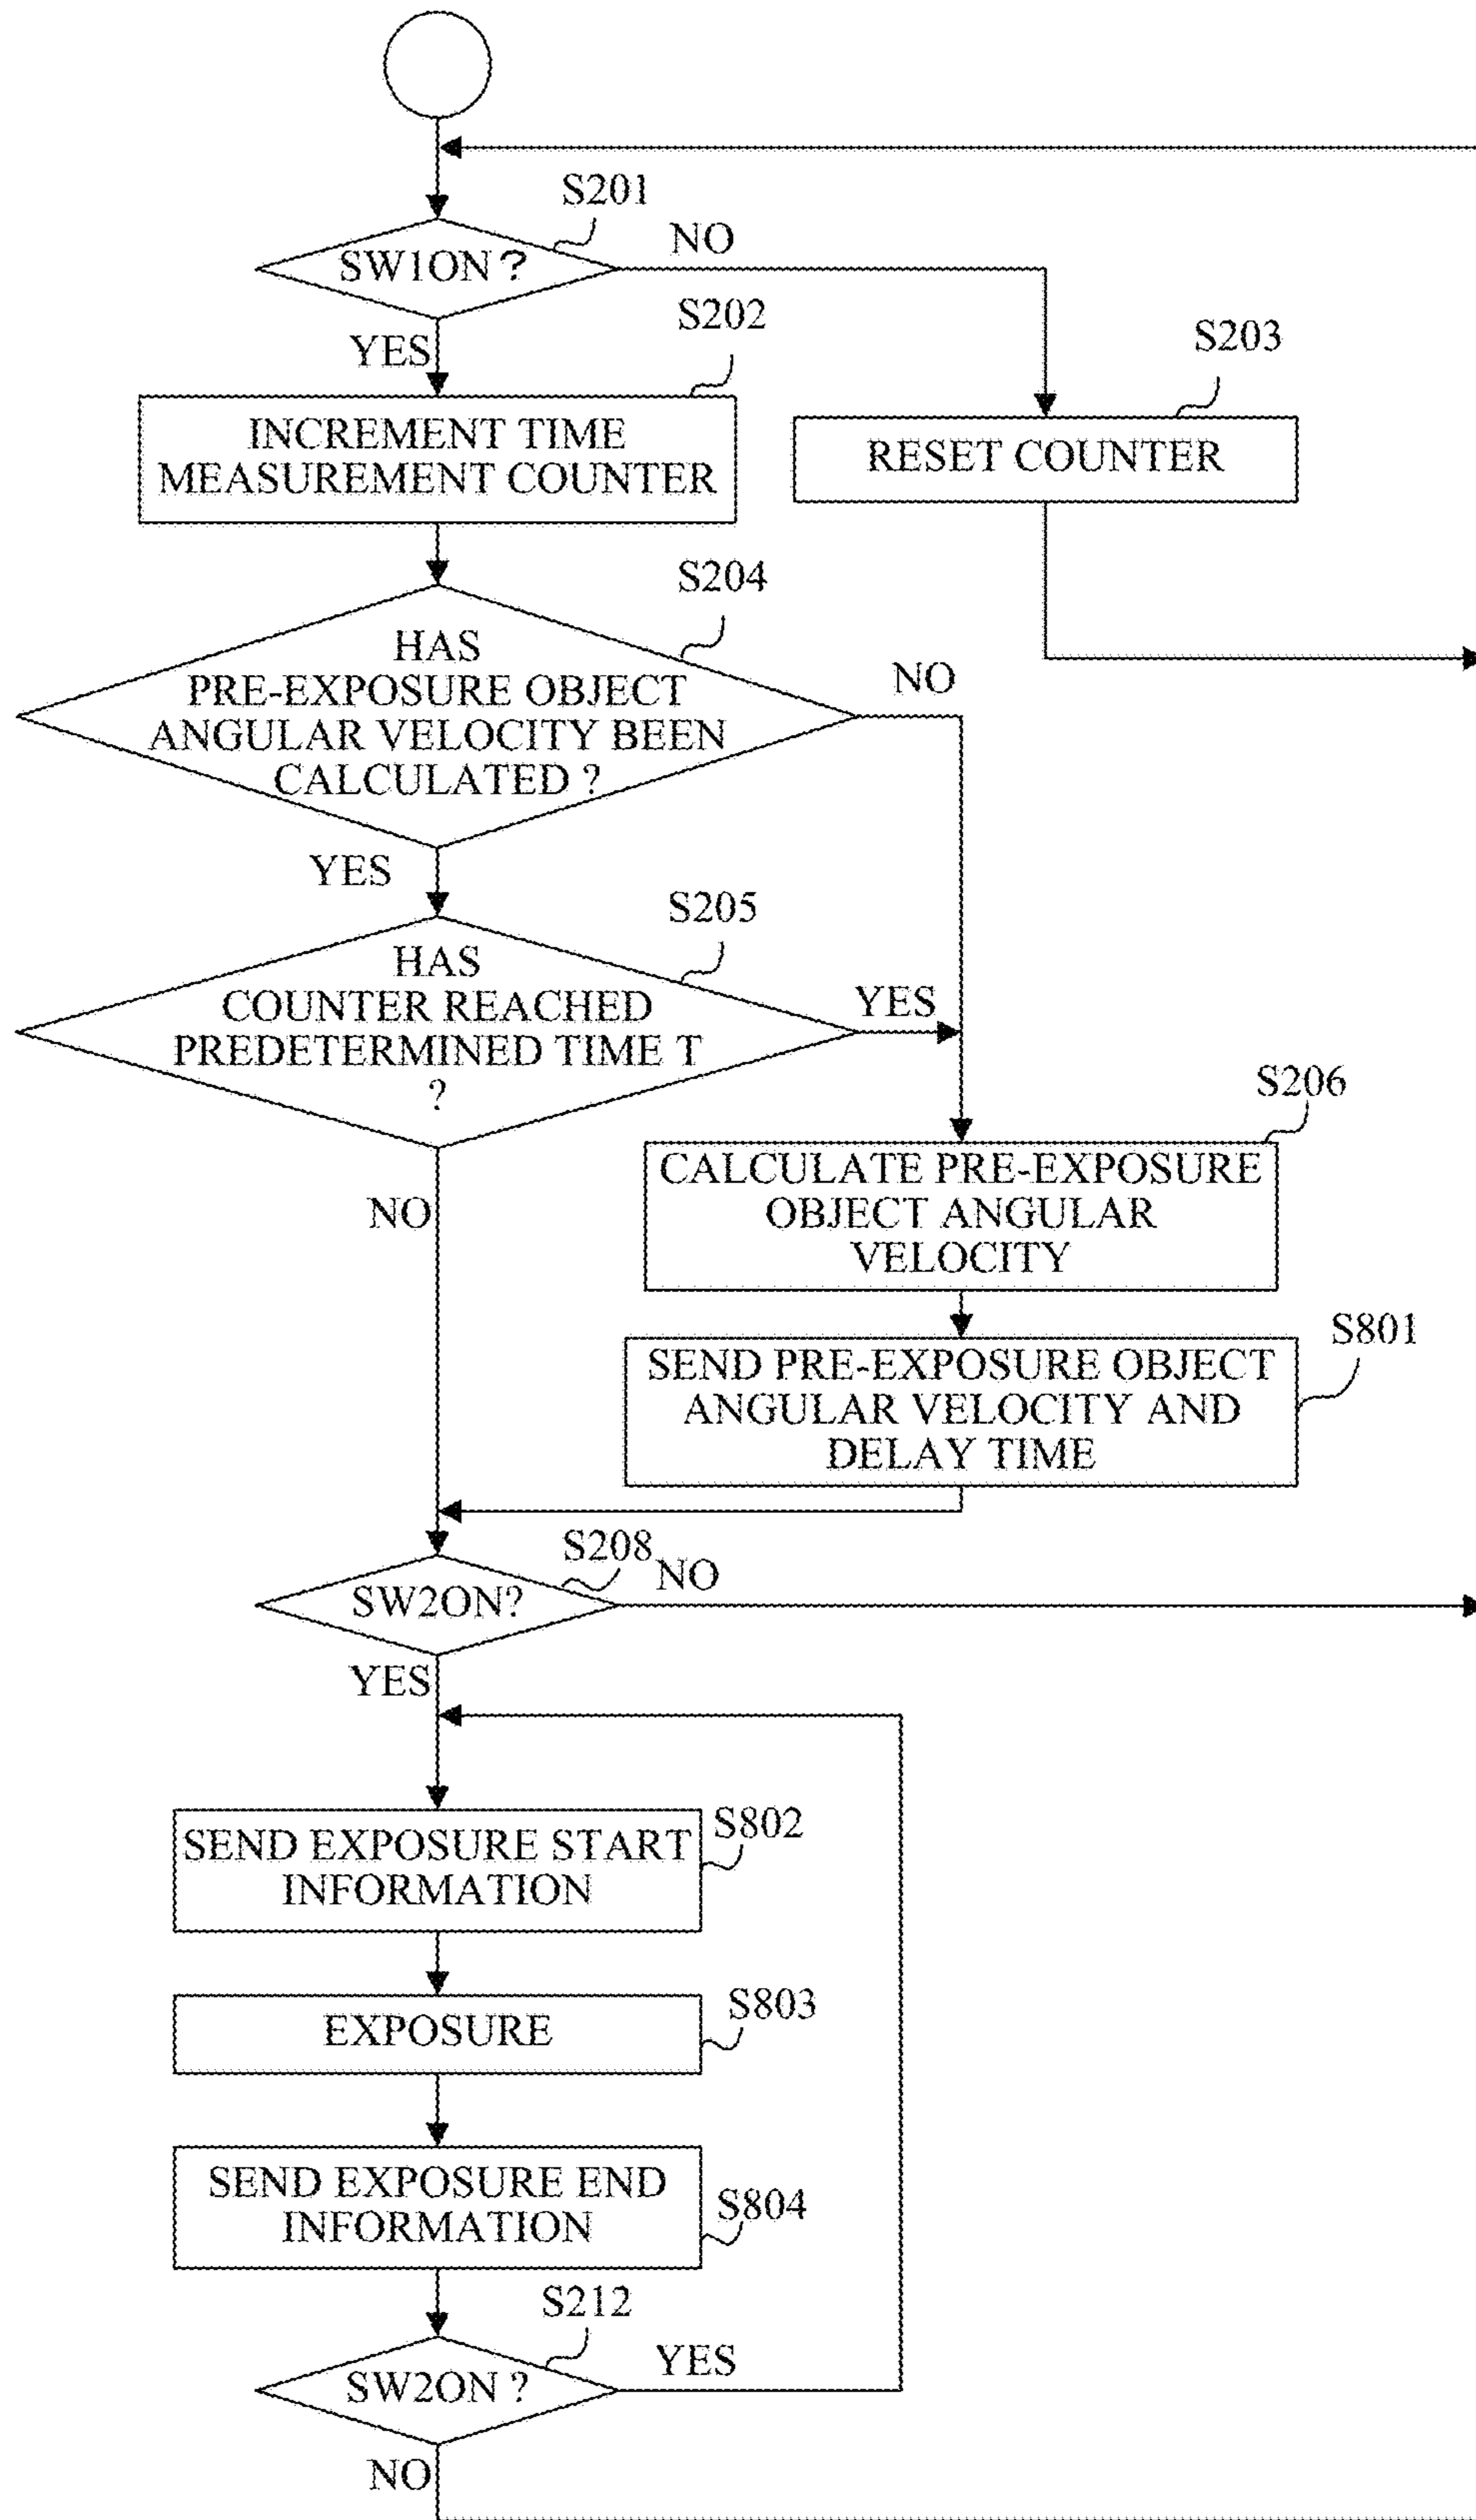 S201
SW1ON?
NO
YES
S202
INCREMENT TIME
MEASUREMENT COUNTER
S203
RESET COUNTER
S204
HAS
PRE-EXPOSURE OBJECT
ANGULAR VELOCITY BEEN
CALCULATED ?
NO
YES
S205
HAS
COUNTER REACHED
PREDETERMINED TIME T
?
YES
NO
S206
CALCULATE PRE-EXPOSURE
OBJECT ANGULAR
VELOCITY
S801
SEND PRE-EXPOSURE OBJECT
ANGULAR VELOCITY AND
DELAY TIME
S208
SW2ON?
NO
YES
S802
SEND EXPOSURE START
INFORMATION
S803
EXPOSURE
S804
SEND EXPOSURE END
INFORMATION
S212
SW2ON ?
YES
NO